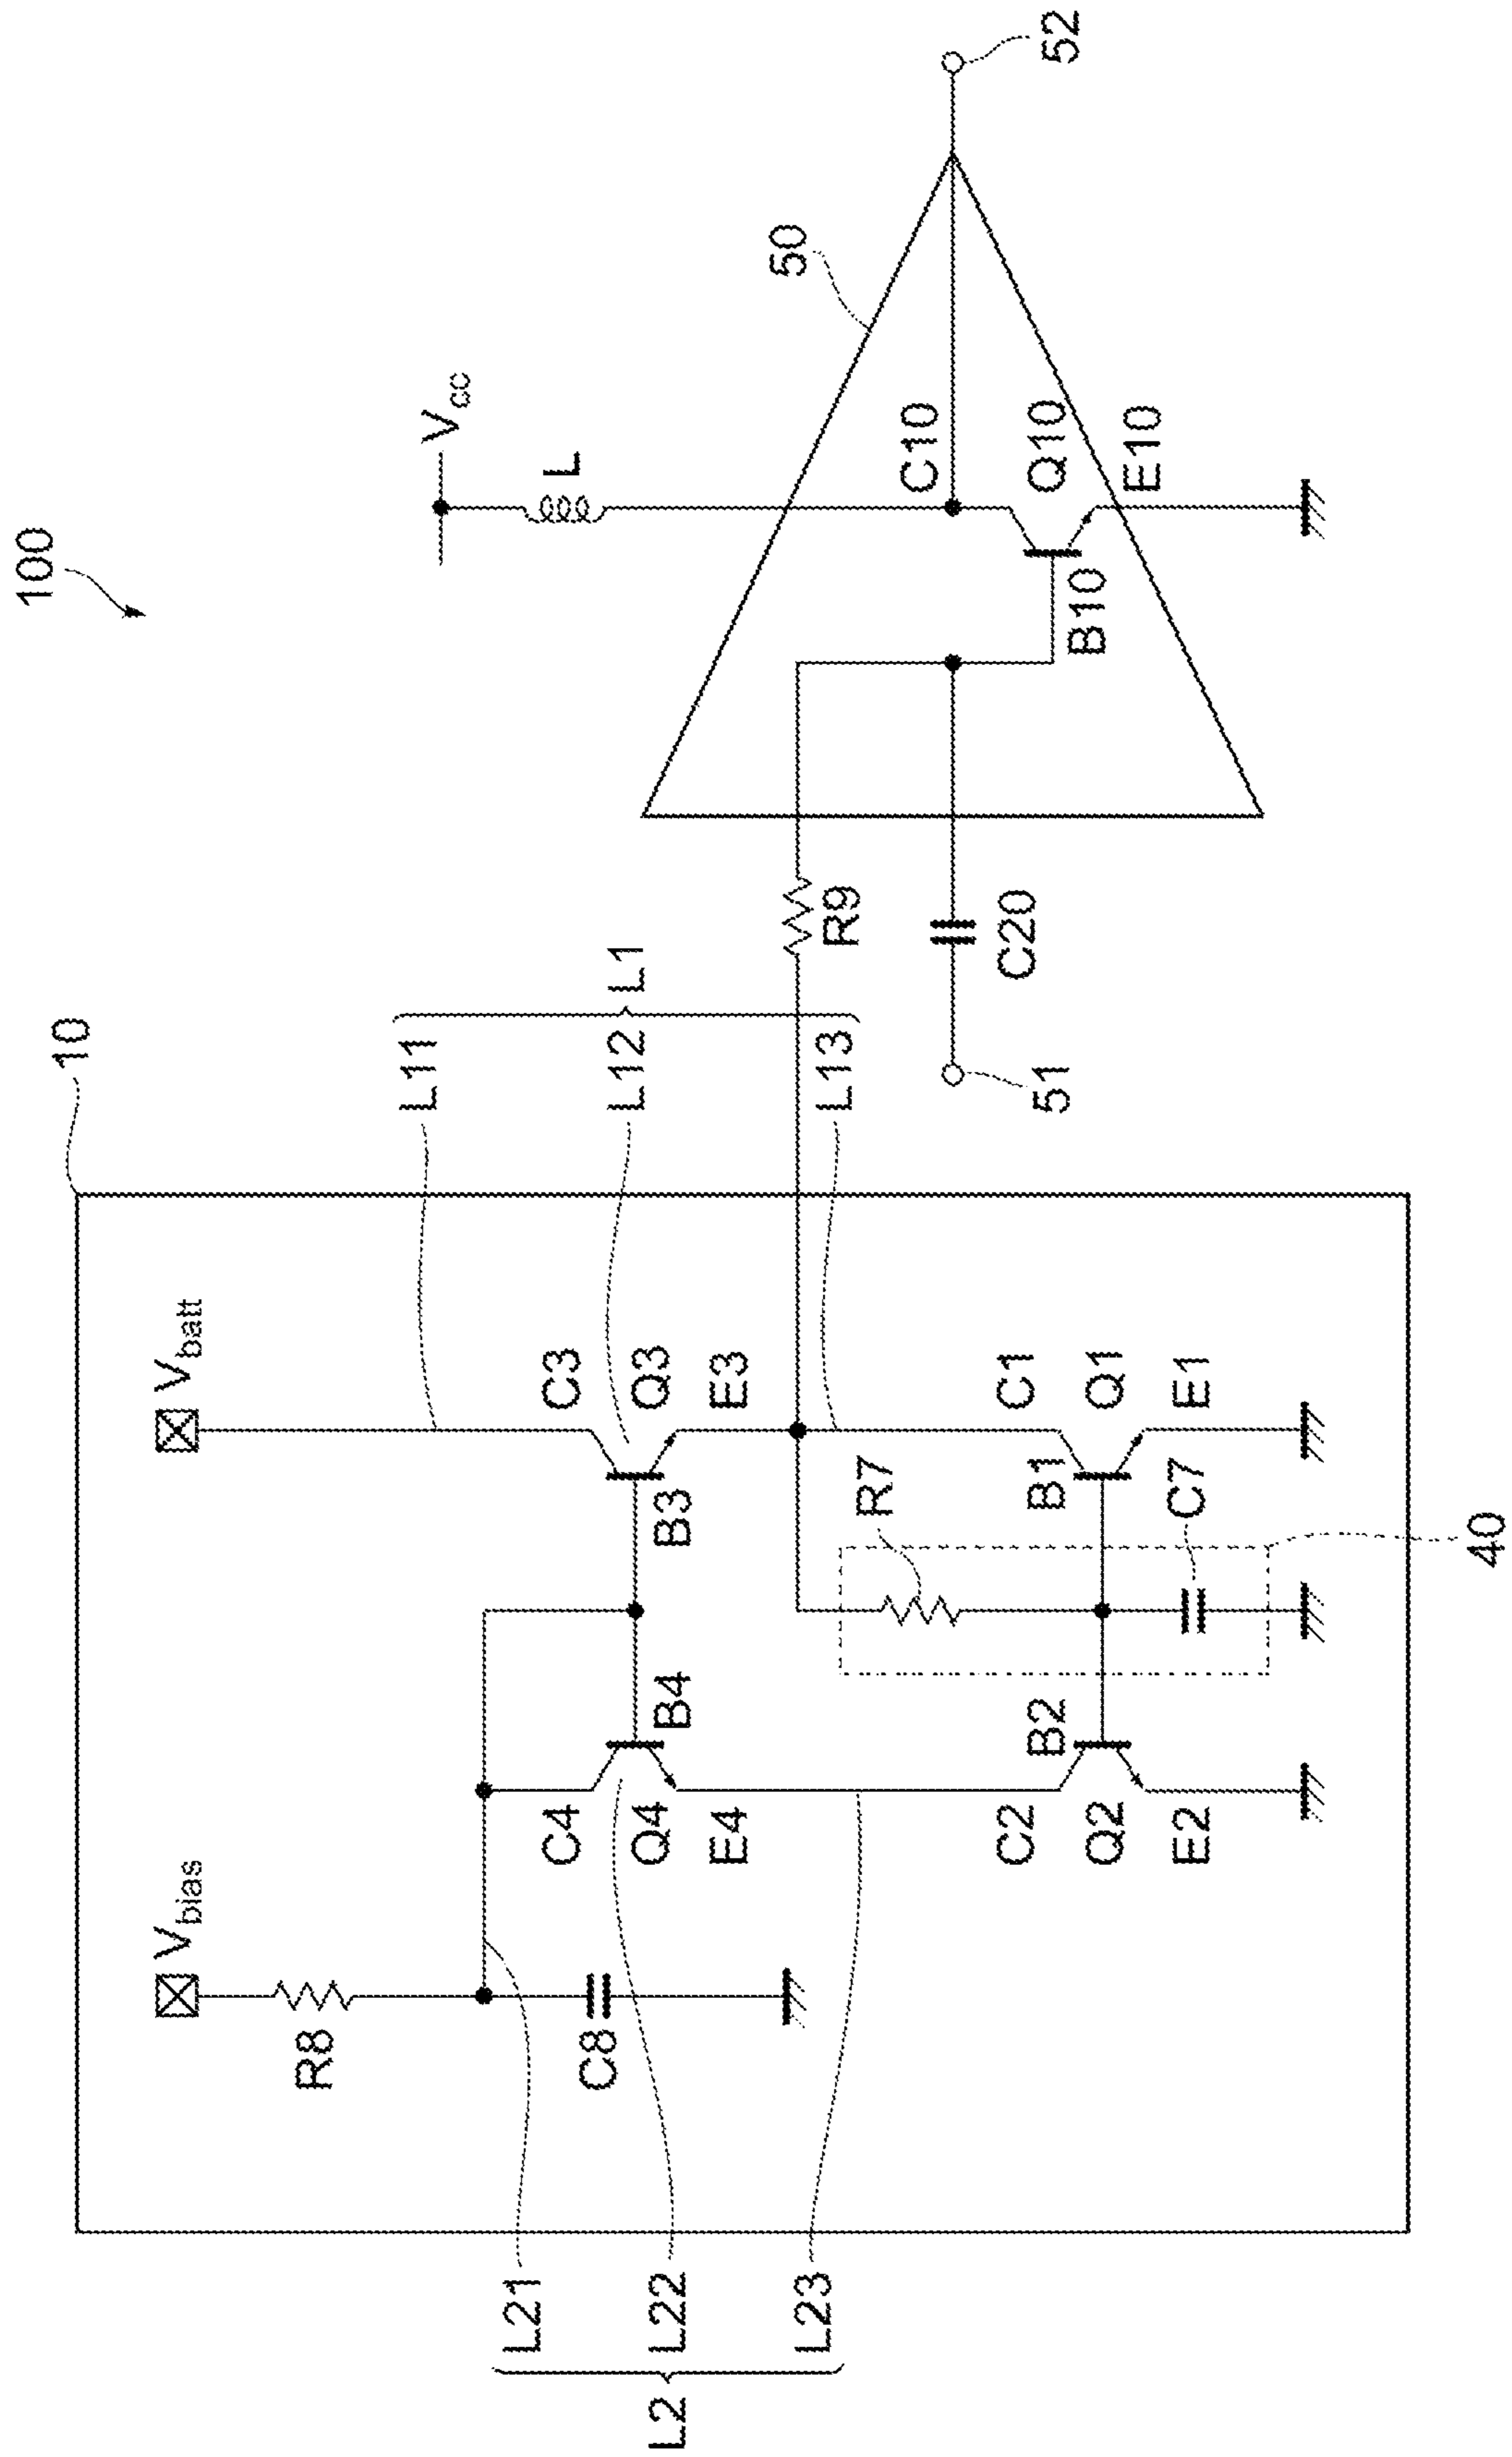 100
10
V_batt
V_bias
V_cc
L11
L12
L13
L1
C3
Q3
E3
B3
B4
C4
Q4
E4
R8
C8
L21
L22
L23
L2
R7
B1
C1
Q1
E1
C7
B2
C2
Q2
E2
40
R9
C20
51
L
50
C10
Q10
E10
B10
52